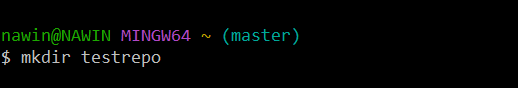 nawin@NAWIN MINGW64 ~ (master)
$ mkdir testrepo